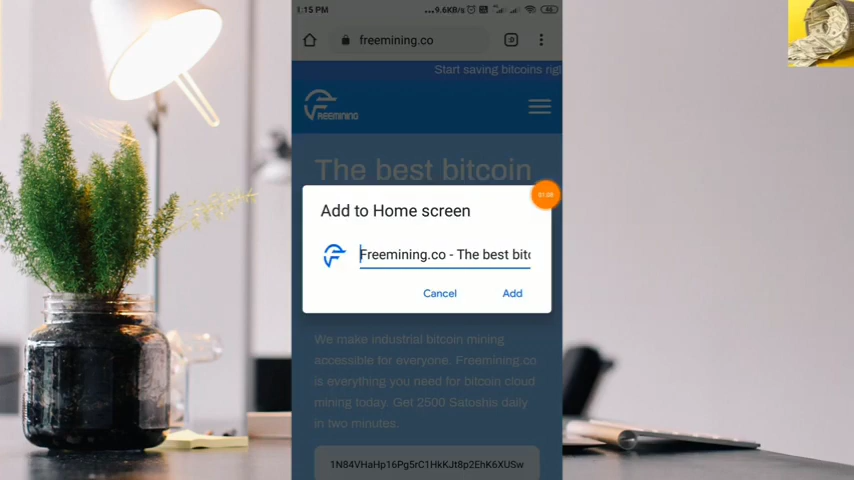 :15 PM
...9.6KB/s
freemining.co
Start saving bitcoins rig
FREEMINING
The best bitcoin
01:09
Add to Home screen
Freemining.co - The best bitc
Cancel
Add
We make industrial bitcoin mining
accessible for everyone. Freemining.co
is everything you need for bitcoin cloud
mining today. Get 2500 Satoshis daily
in two minutes.
1N84VHaHp16Pg5rC1HkKJt8p2EhK6XUSw